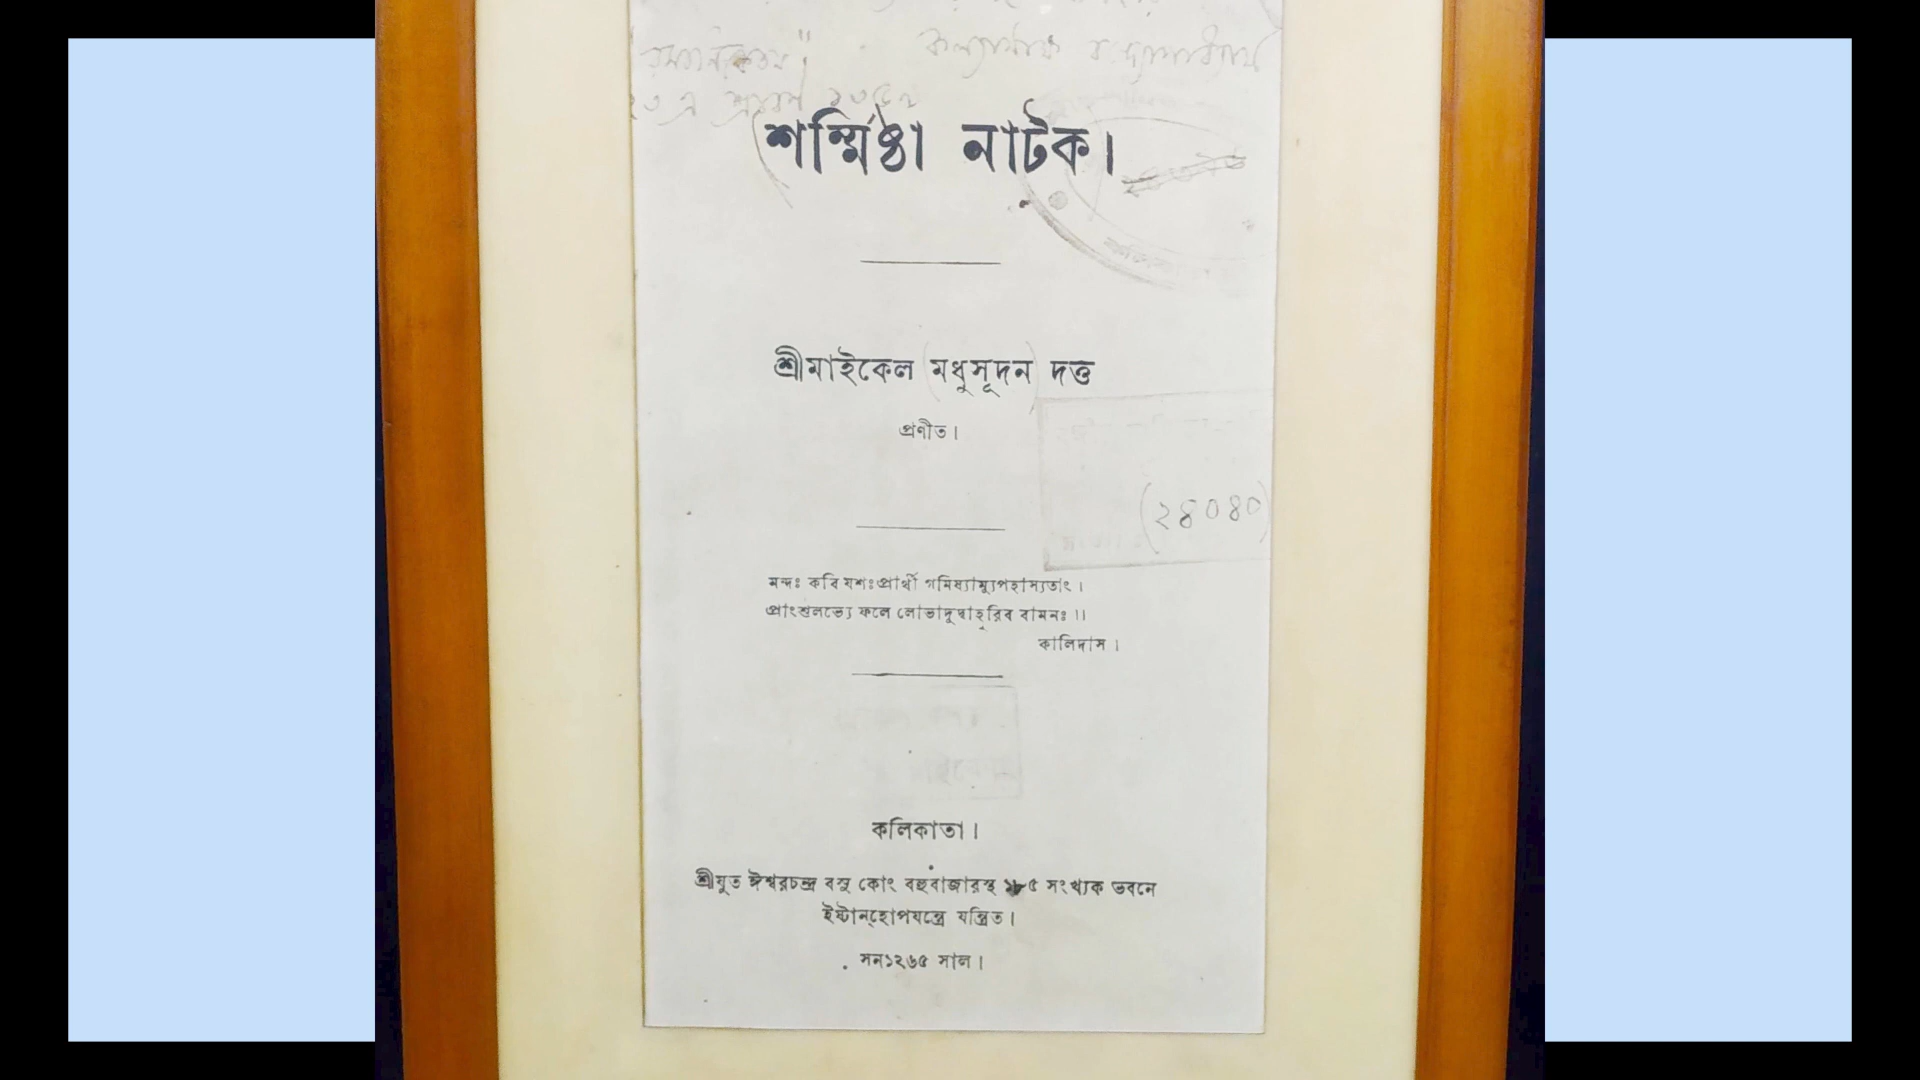 শর্ম্মিষ্ঠা নাটক।
শ্রীমাইকেল মধুসূদন দত্ত
প্রণীত।
(২৪০৪০)
মন্দঃ কবি যশঃপ্রার্থী গমিষ্যাম্যুপহাস্যতাং।
প্রাংশুলভ্যে ফলে লোভাদুদ্বাহুরিব বামনঃ।।
কালিদাস।
কলিকাতা।
শ্রীযুত ঈশ্বরচন্দ্র বসু কোং বহুবাজারস্থ ১৮৫ সংখ্যক ভবনে
ইষ্টান্‌হোপযন্ত্রে যন্ত্রিত।
সন১২৬৫ সাল।